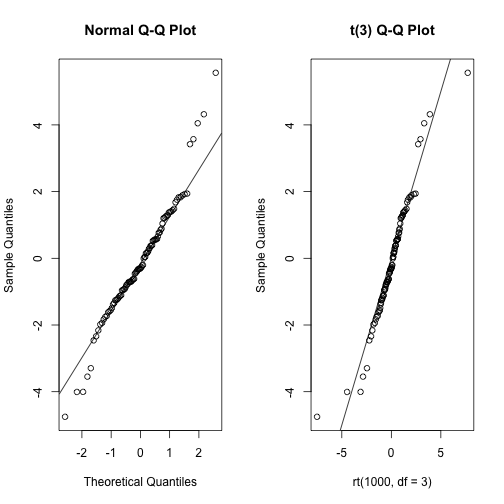 Normal Q-Q Plot
Sample Quantiles
4
2
0
-2
-4
-2 -1 0 1 2
Theoretical Quantiles
t(3) Q-Q Plot
Sample Quantiles
4
2
0
-2
-4
-5 0 5
rt(1000, df = 3)